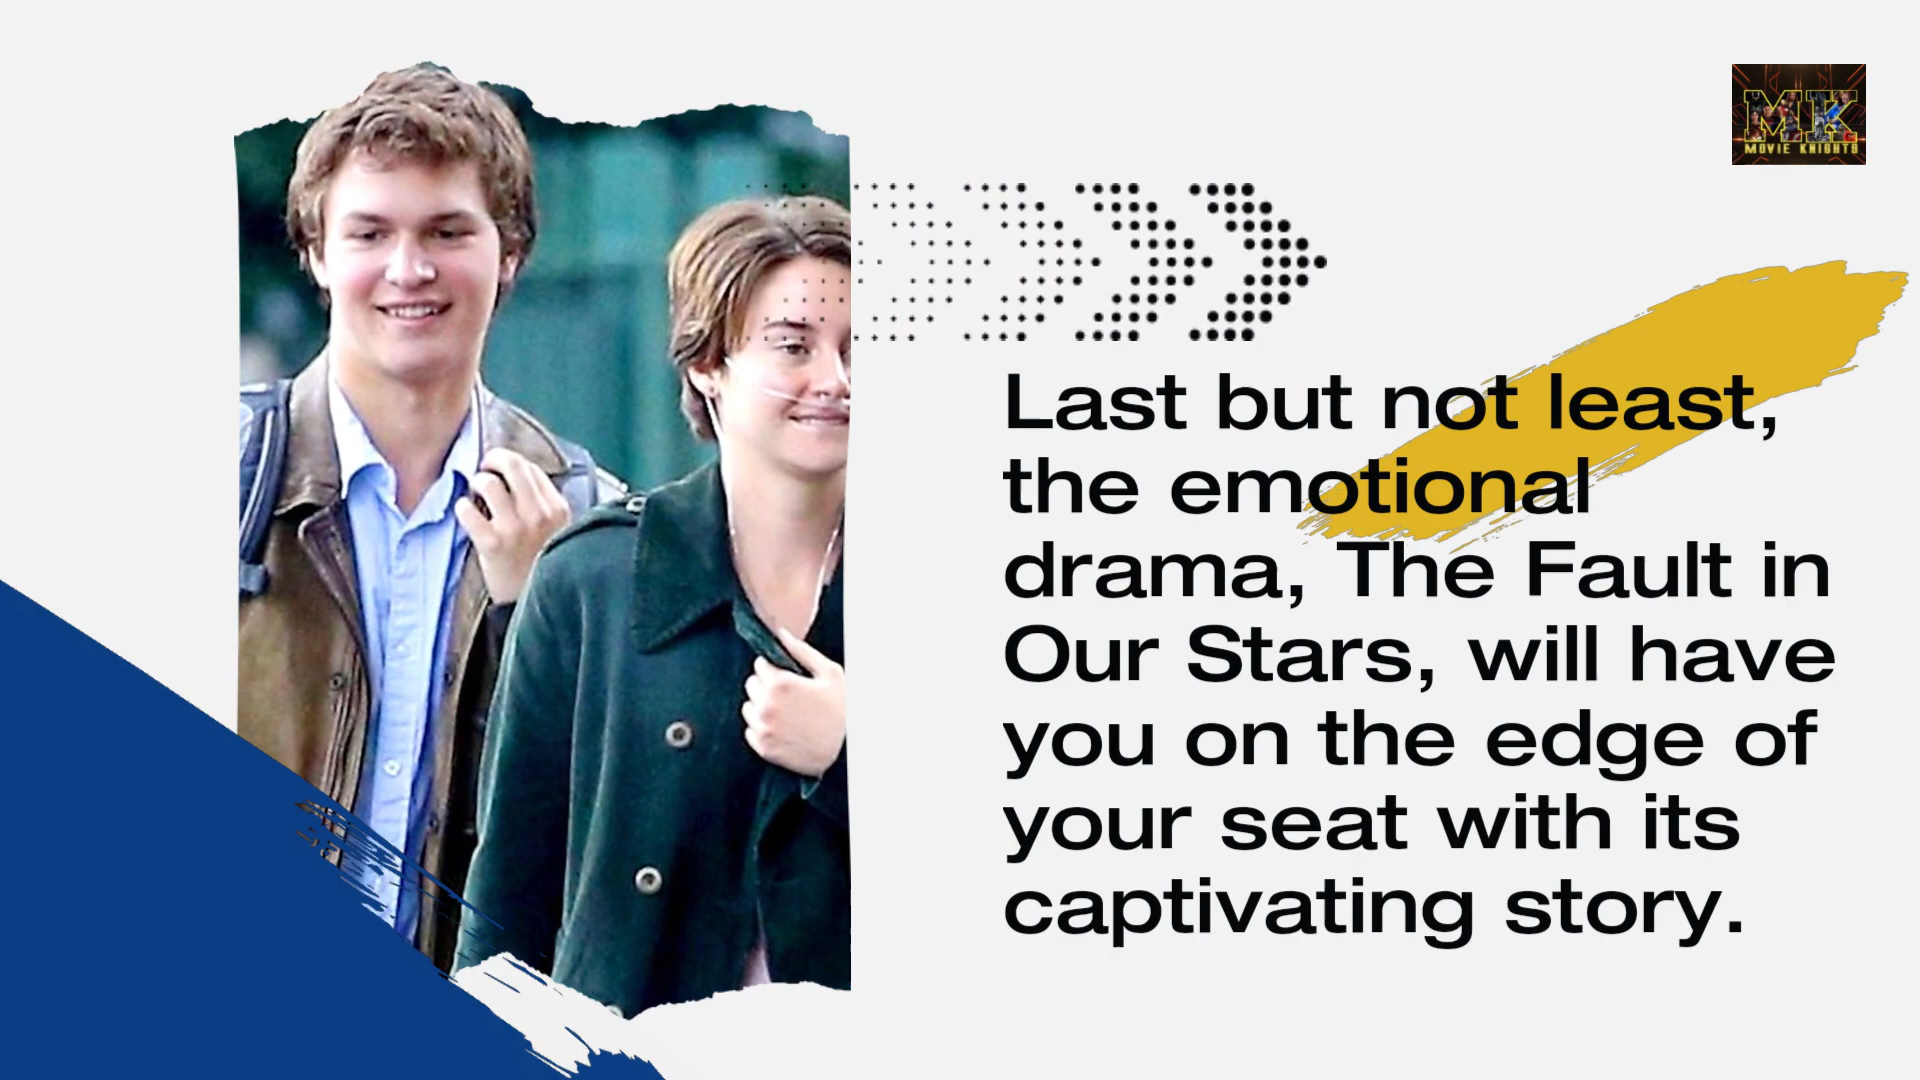 MK
MOVIE KNIGHTS
Last but not least,
the emotional
drama, The Fault in
Our Stars, will have
you on the edge of
your seat with its
captivating story.